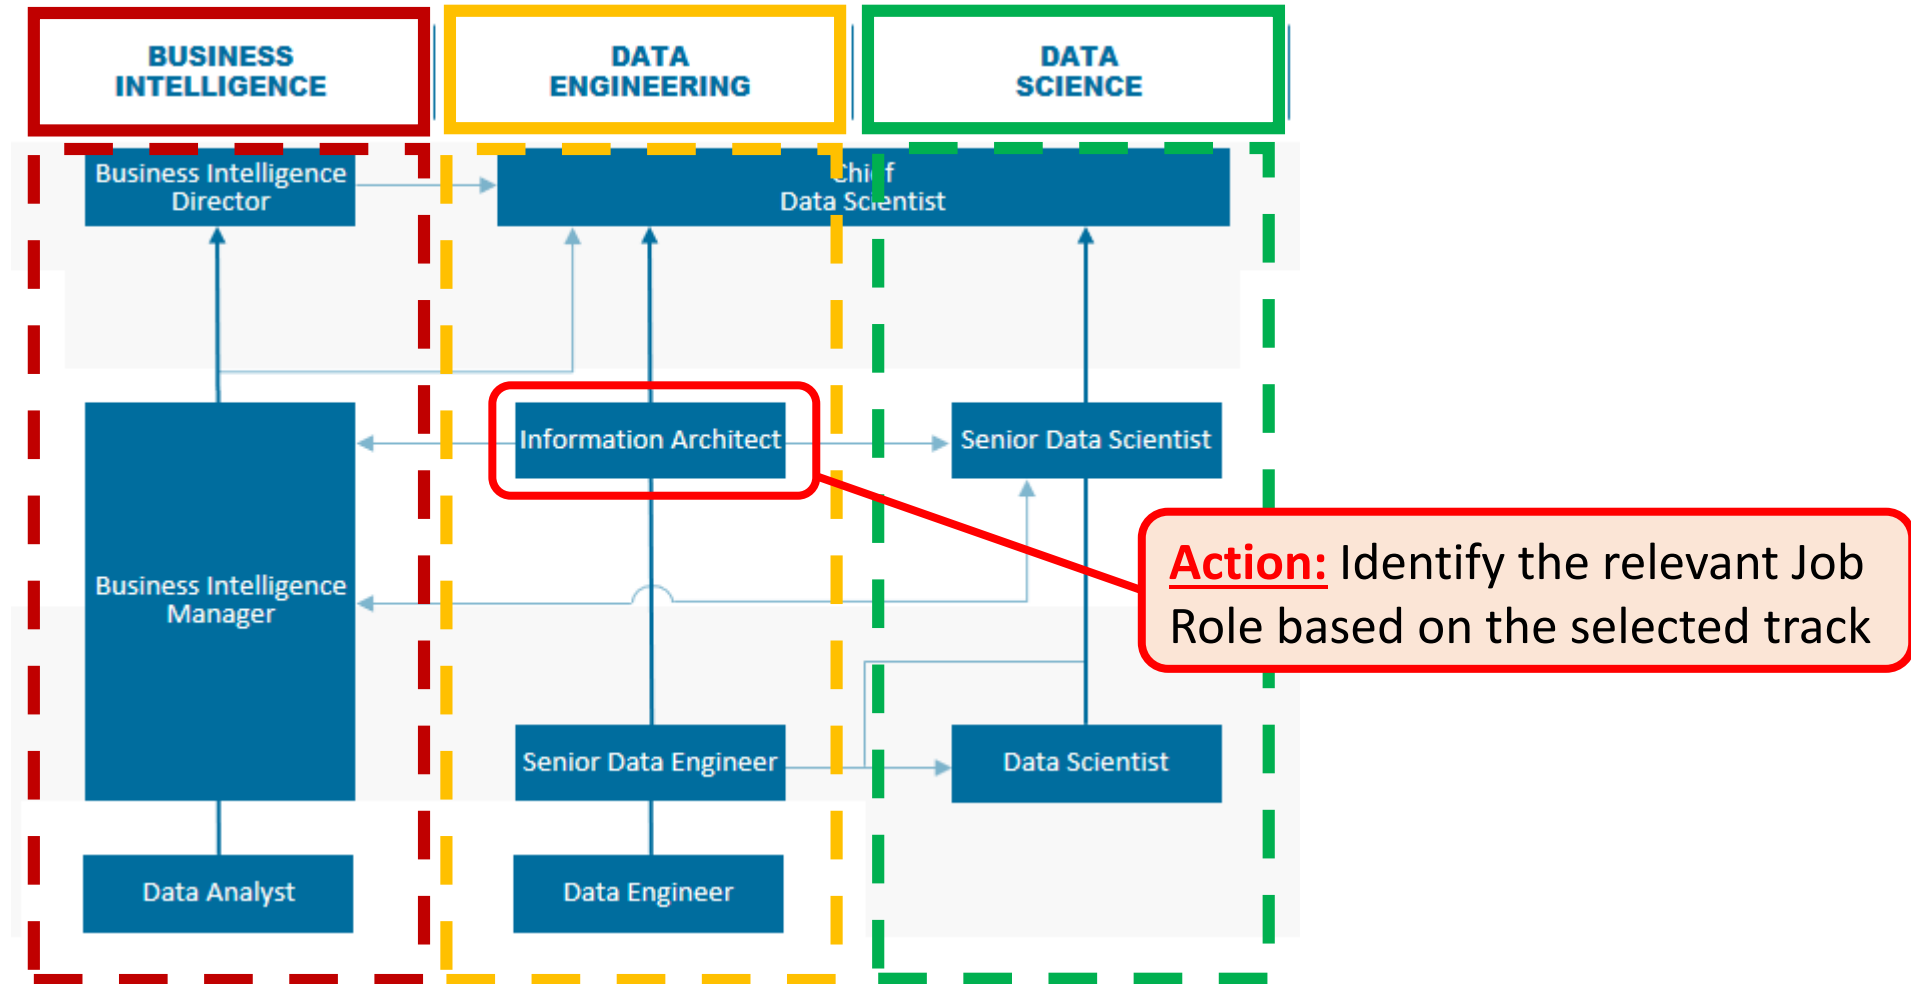 BUSINESS
INTELLIGENCE
DATA
ENGINEERING
DATA
SCIENCE
Business Intelligence
Director
Chief
Data Scientist
Information Architect
Senior Data Scientist
Business Intelligence
Manager
Action: Identify the relevant Job
Role based on the selected track
Senior Data Engineer
Data Scientist
Data Analyst
Data Engineer